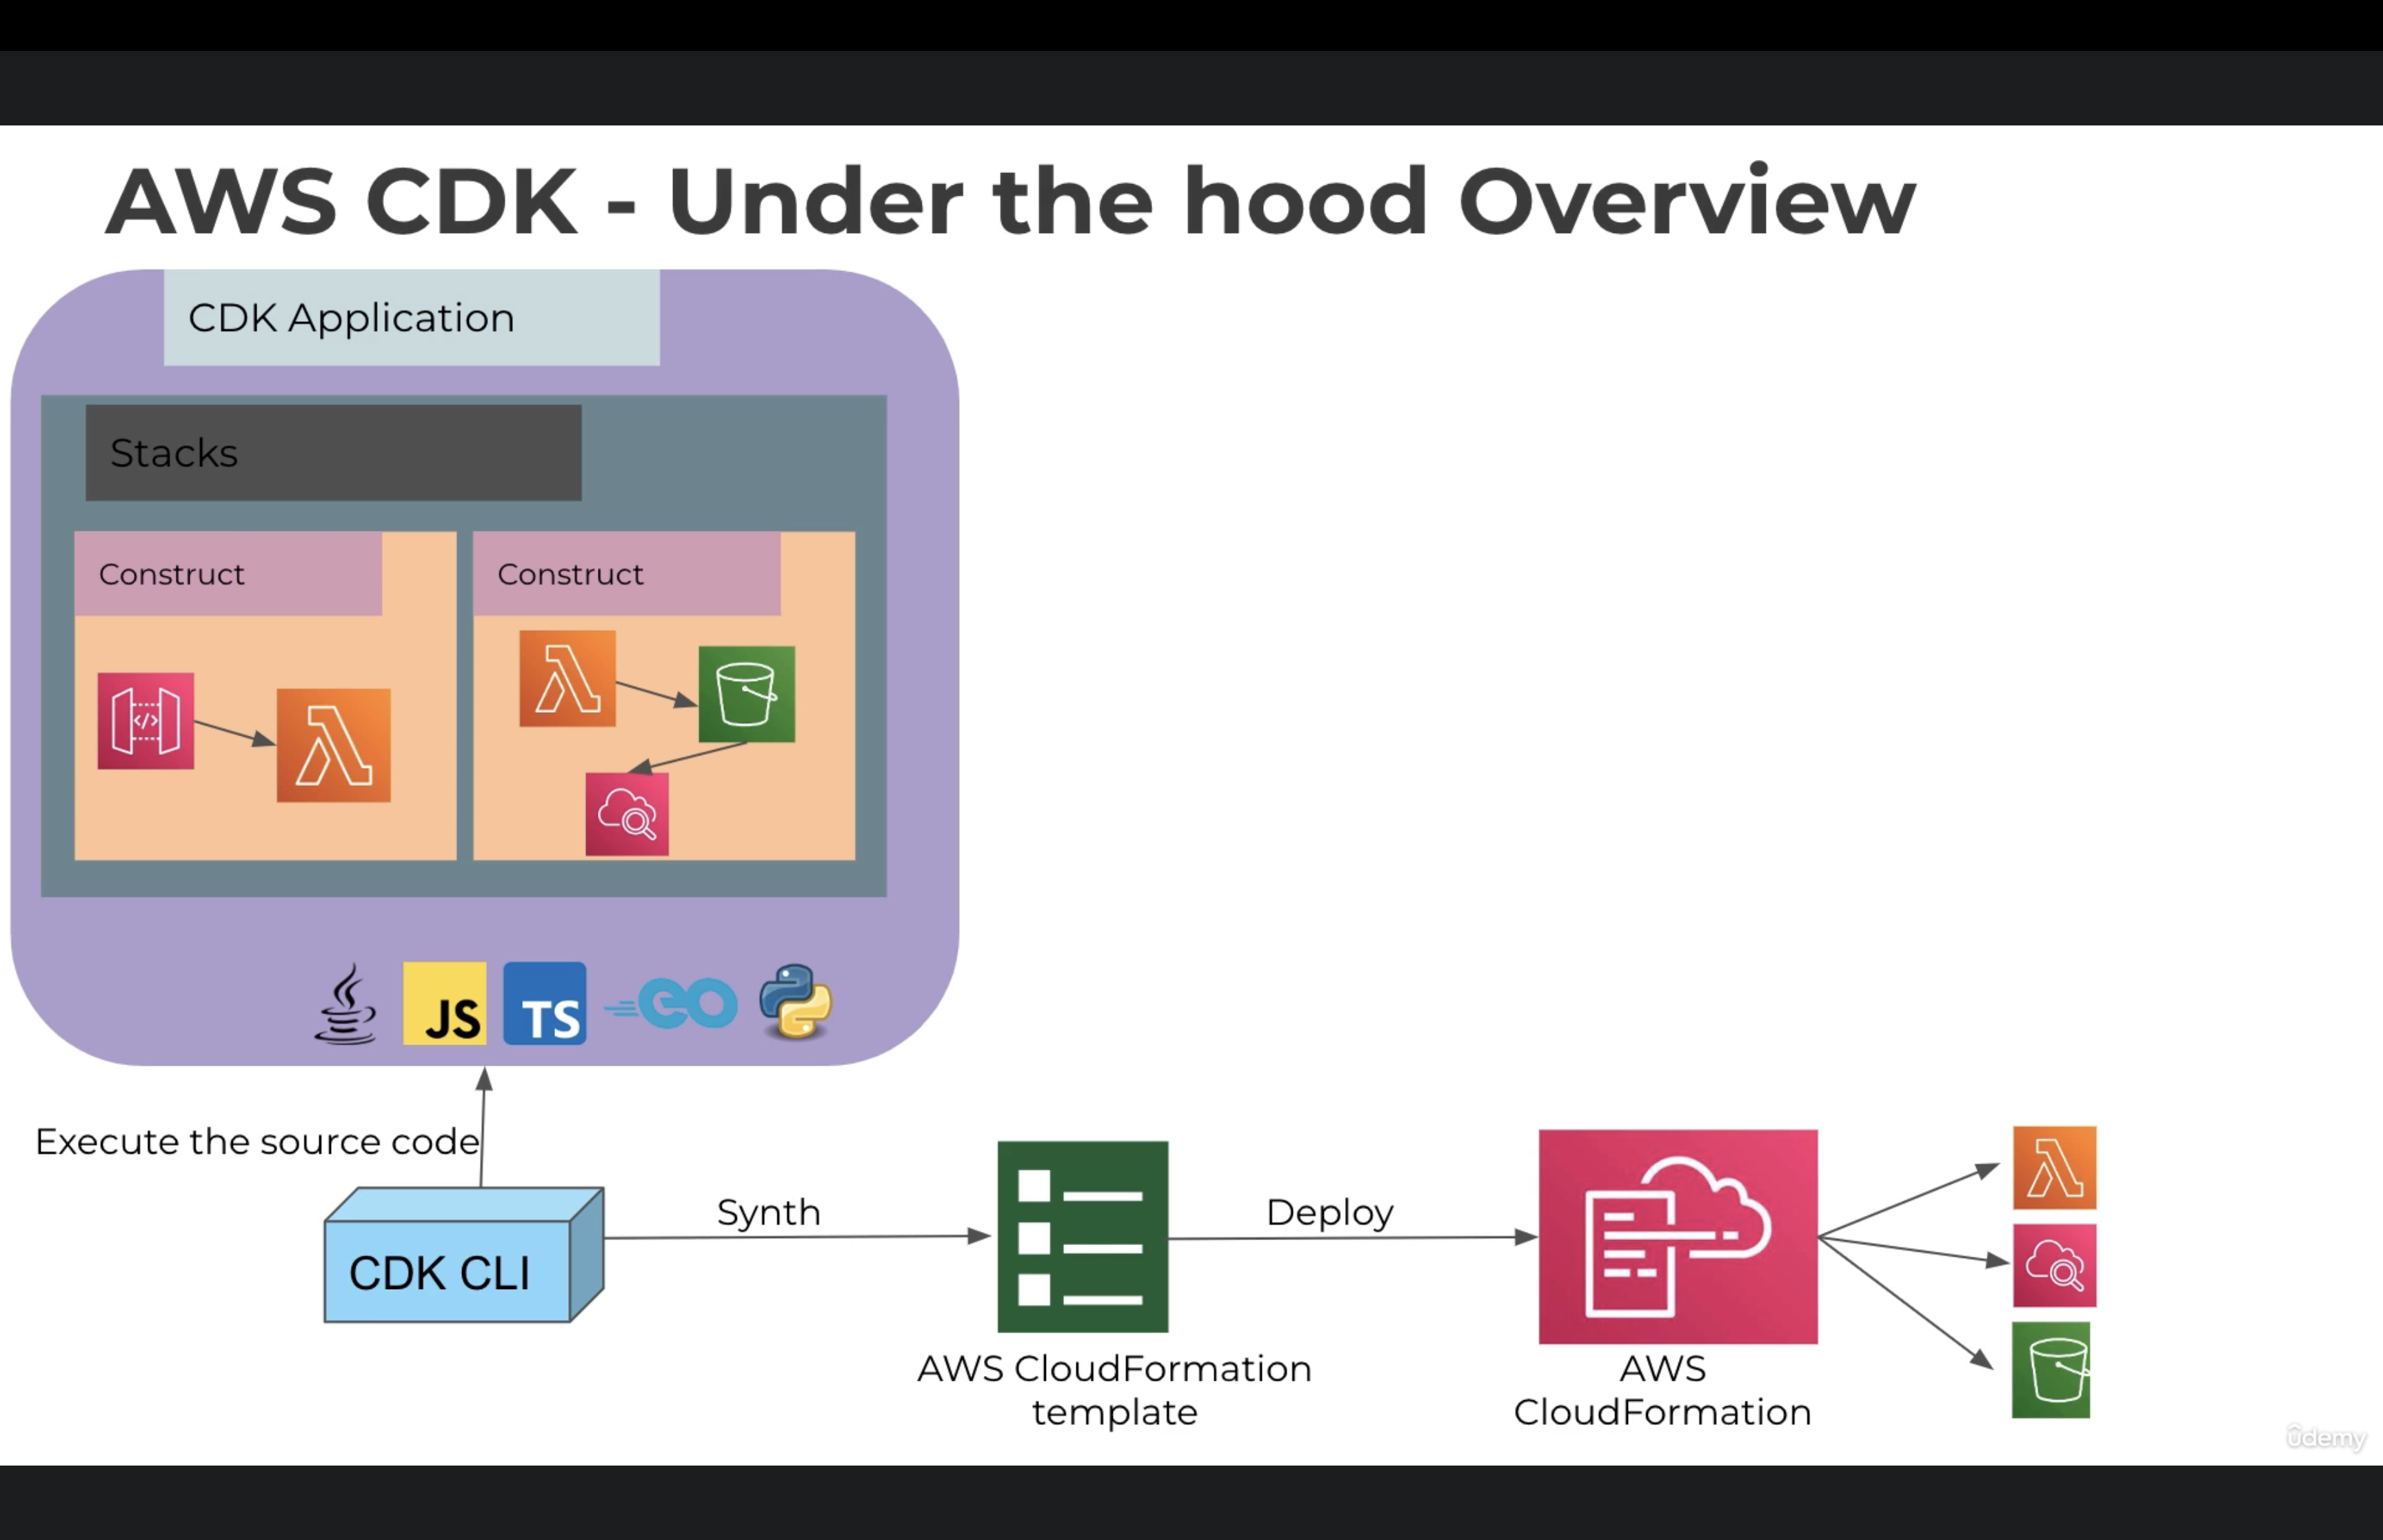 AWS CDK - Under the hood Overview
CDK Application
Stacks
Construct
Construct
</>
JS
TS
GO
Execute the source code
CDK CLI
Synth
Deploy
AWS CloudFormation
template
AWS
CloudFormation
udemy